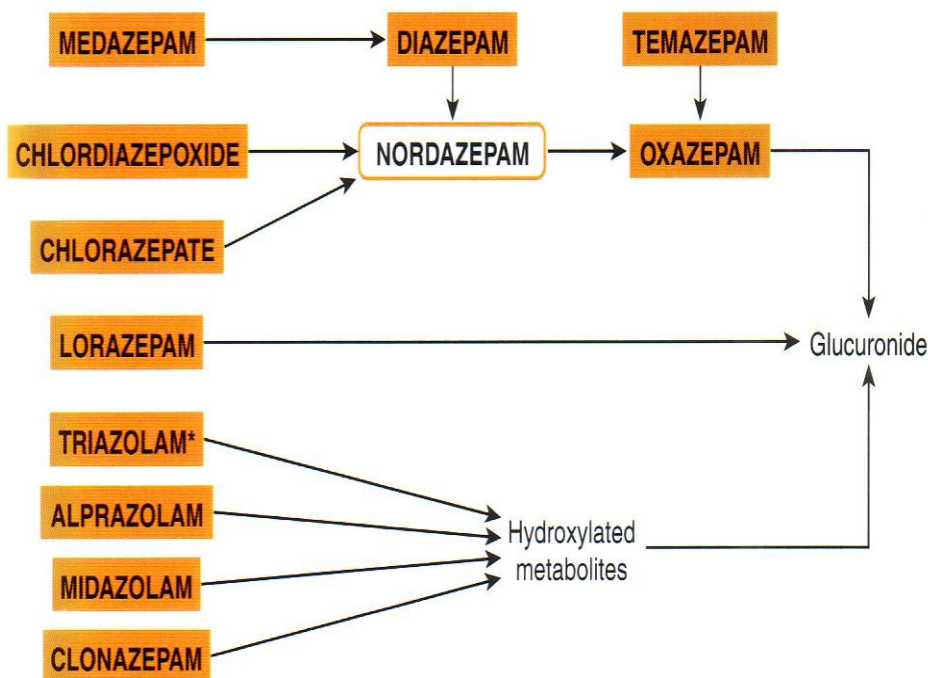 MEDAZEPAM
DIAZEPAM
TEMAZEPAM
CHLORDIAZEPOXIDE
NORDAZEPAM
OXAZEPAM
CHLORAZEPATE
LORAZEPAM
Glucuronide
TRIAZOLAM*
ALPRAZOLAM
Hydroxylated
metabolites
MIDAZOLAM
CLONAZEPAM